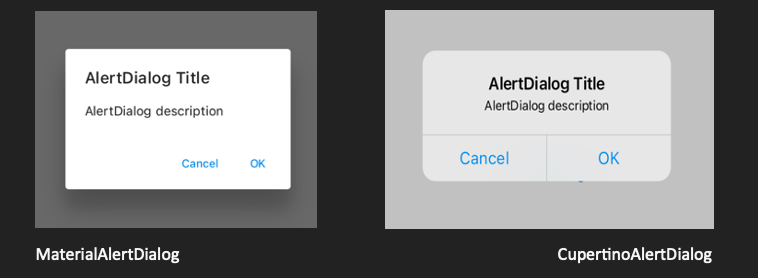 AlertDialog Title
AlertDialog description
Cancel OK
MaterialAlertDialog
AlertDialog Title
AlertDialog description
Cancel OK
CupertinoAlertDialog